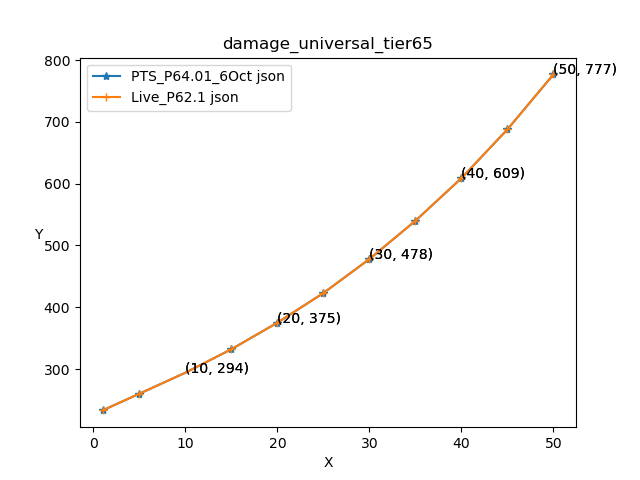 damage_universal_tier65
PTS_P64.01_6Oct json
Live_P62.1 json
(50, 777)
(40, 609)
(30, 478)
(20, 375)
(10, 294)
800
700
600
500
400
300
Y
0 10 20 30 40 50
X